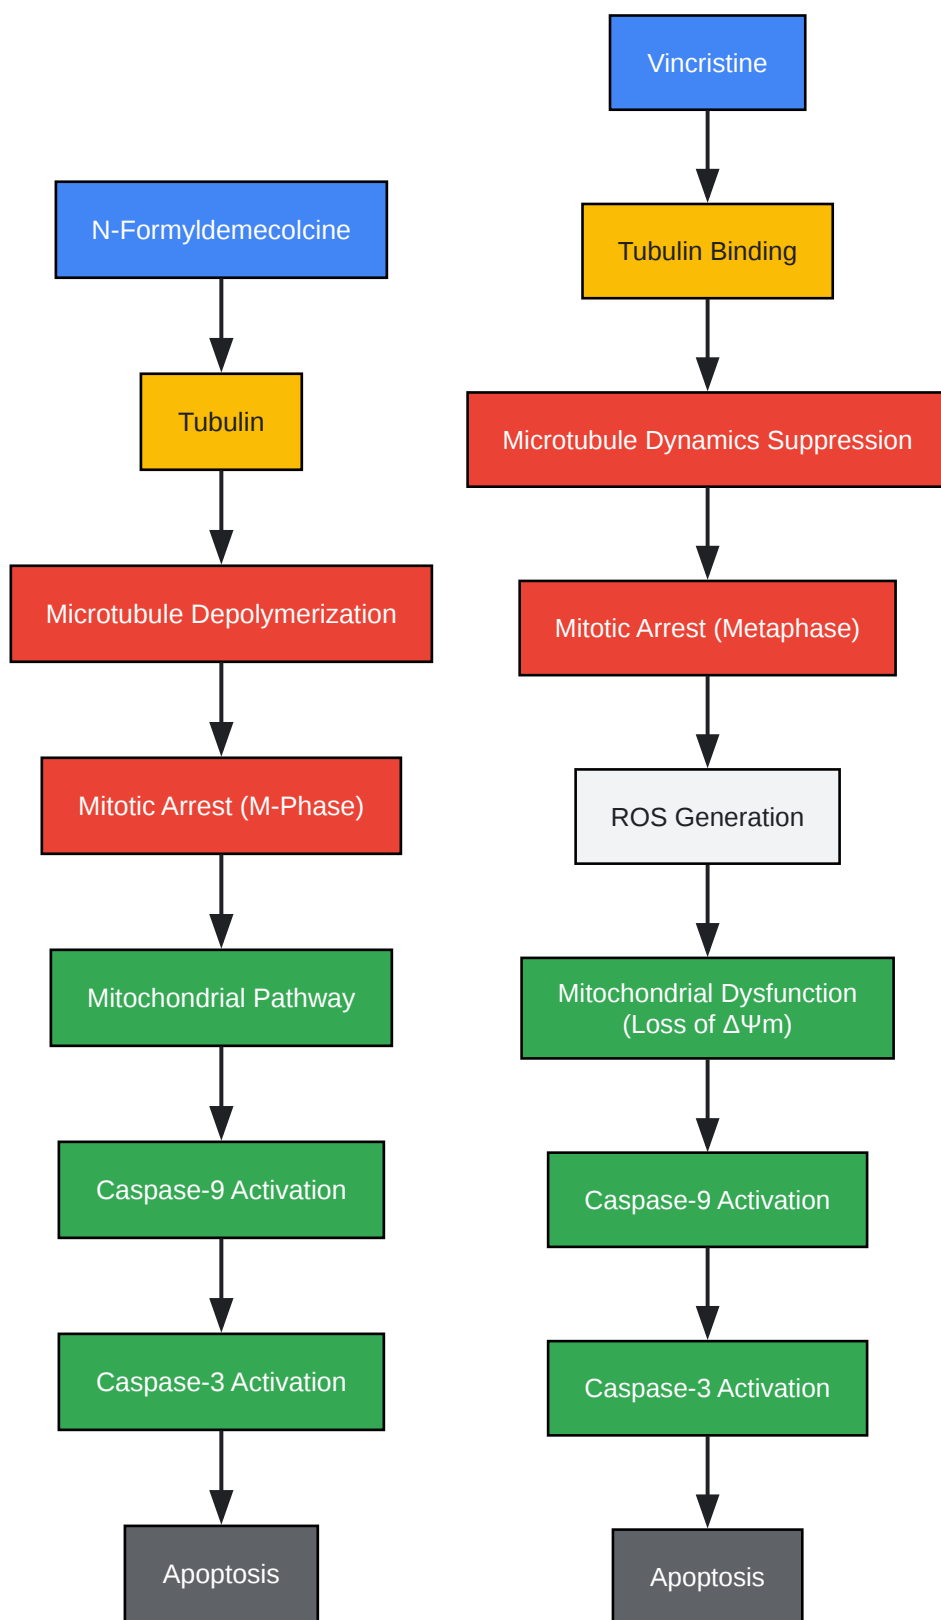 N-Formyldemecolcine
Tubulin
Microtubule Depolymerization
Mitotic Arrest (M-Phase)
Mitochondrial Pathway
Caspase-9 Activation
Caspase-3 Activation
Apoptosis
Vincristine
Tubulin Binding
Microtubule Dynamics Suppression
Mitotic Arrest (Metaphase)
ROS Generation
Mitochondrial Dysfunction
(Loss of ΔΨm)
Caspase-9 Activation
Caspase-3 Activation
Apoptosis